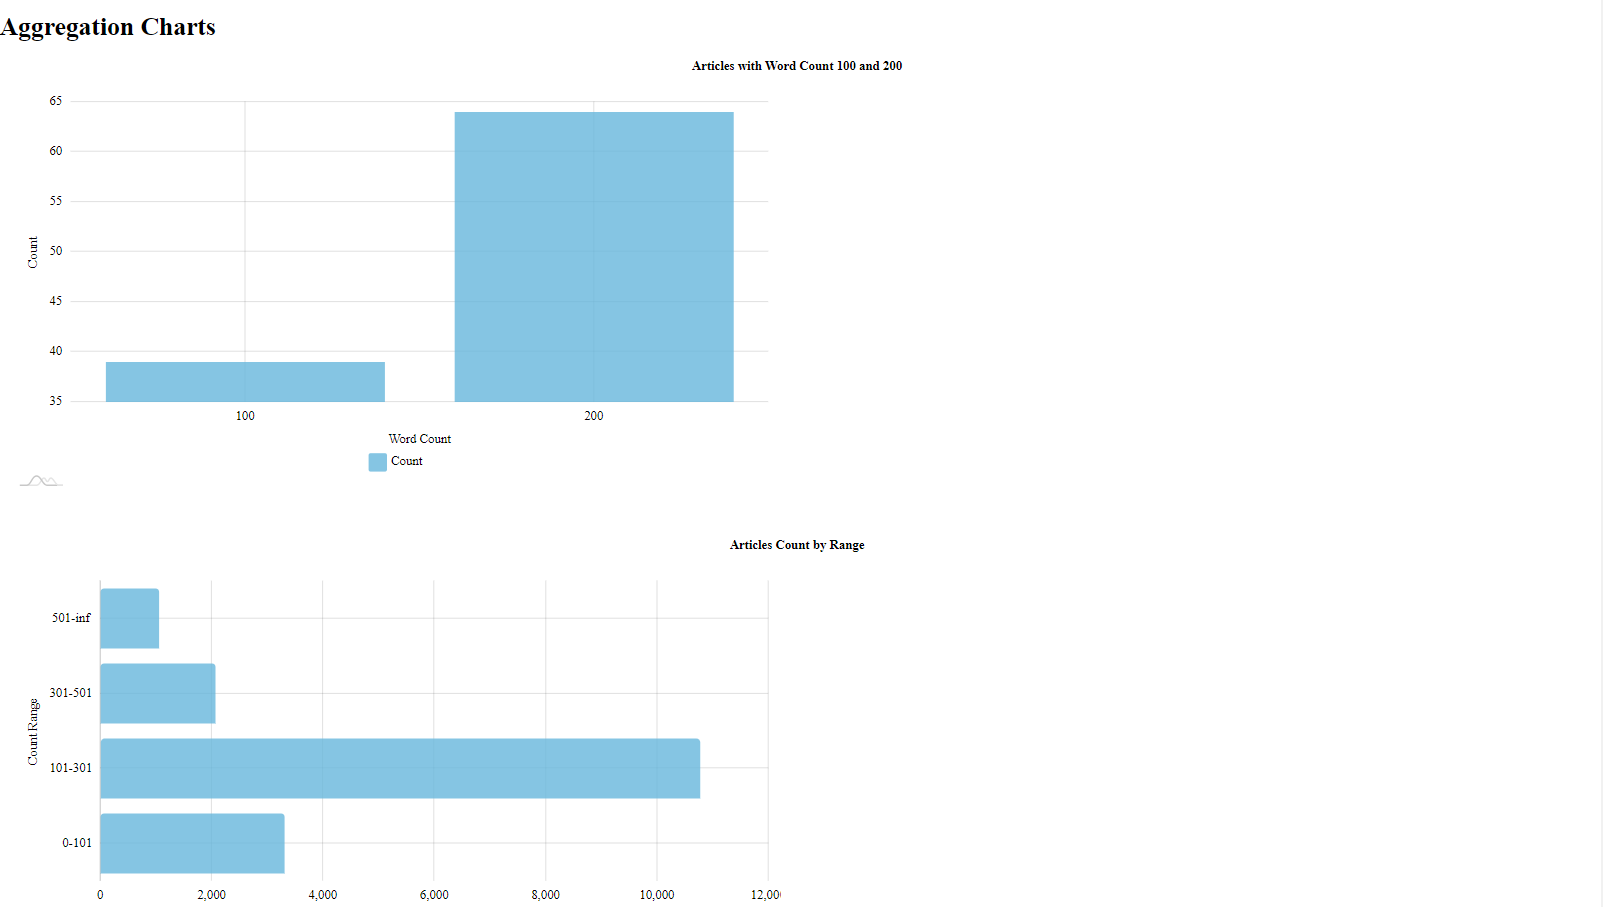 Aggregation Charts
Articles with Word Count 100 and 200
65
60
55
50
45
40
35
Count
100 200
Word Count
Count
Articles Count by Range
501-inf
301-501
101-301
0-101
Count Range
0 2,000 4,000 6,000 8,000 10,000 12,00